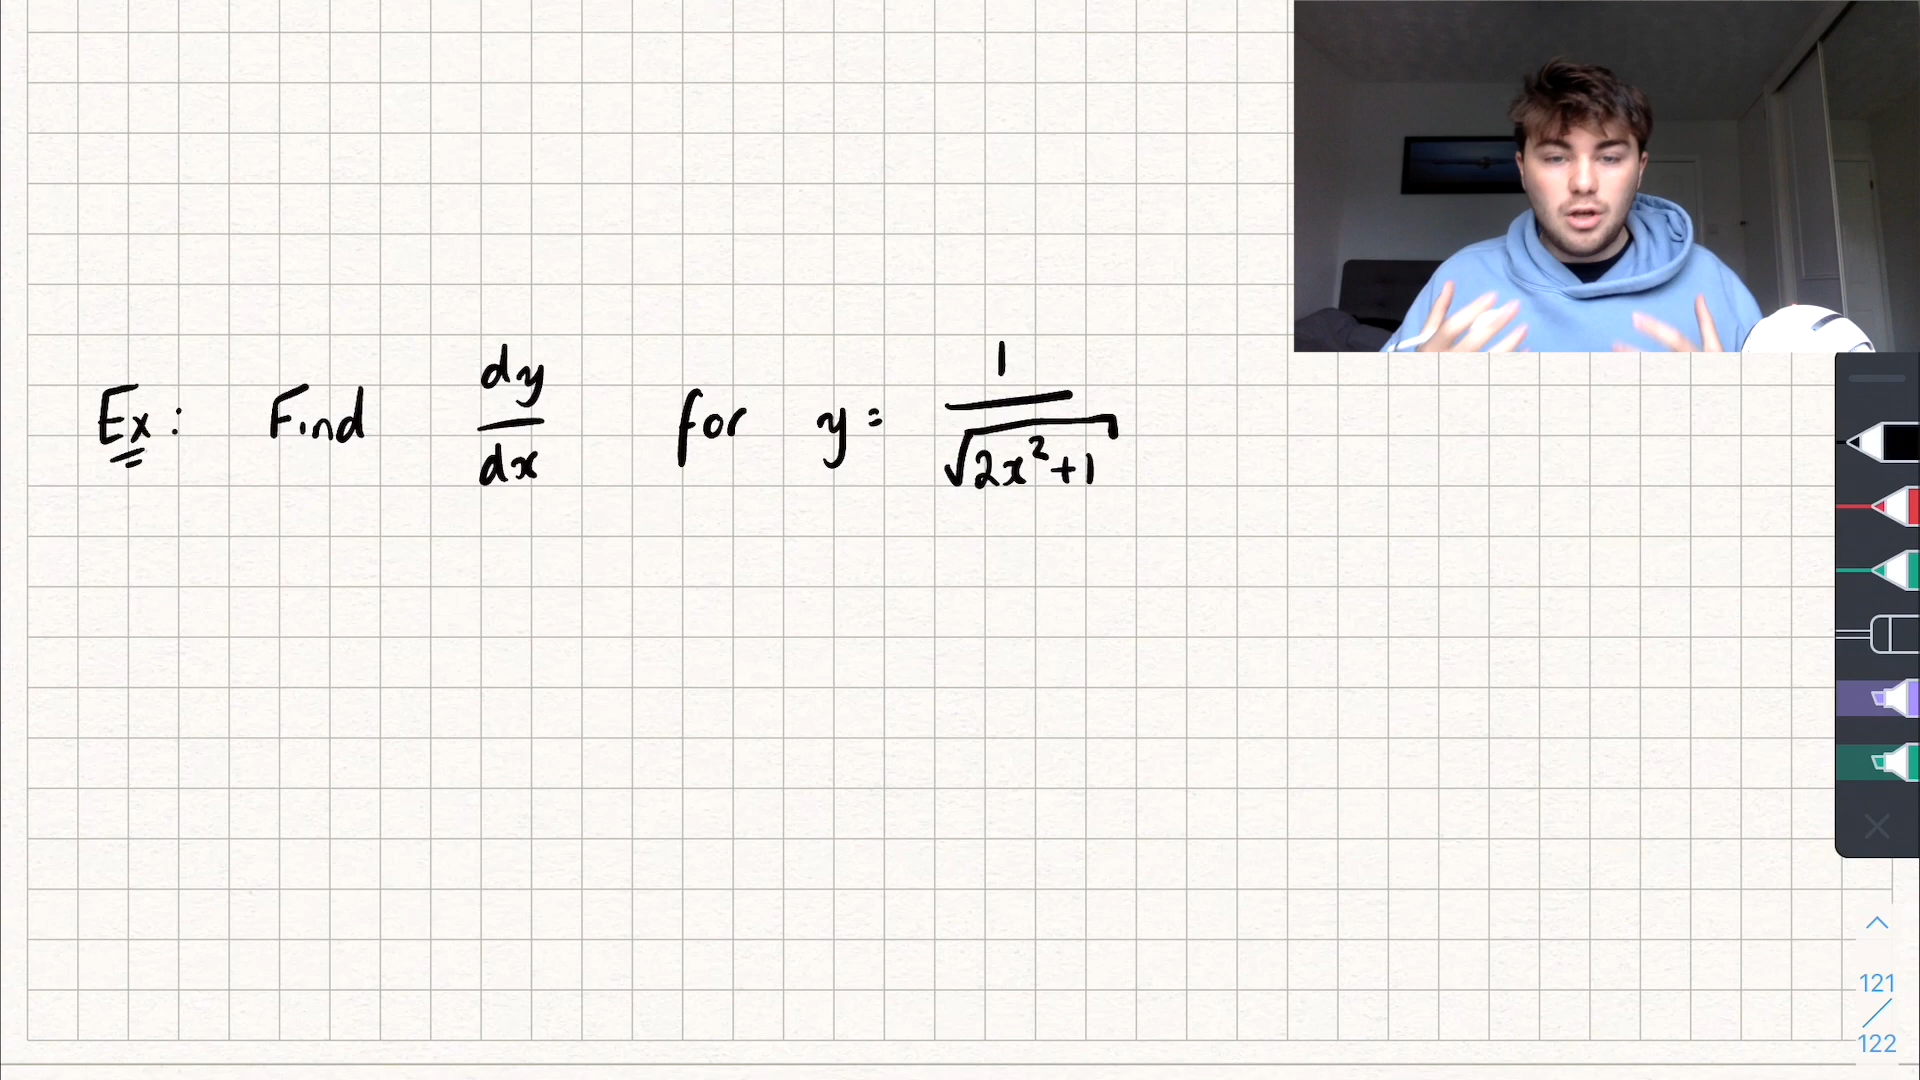 Ex: Find dy/dx for y = 1/√(2x²+1)
121
/
122